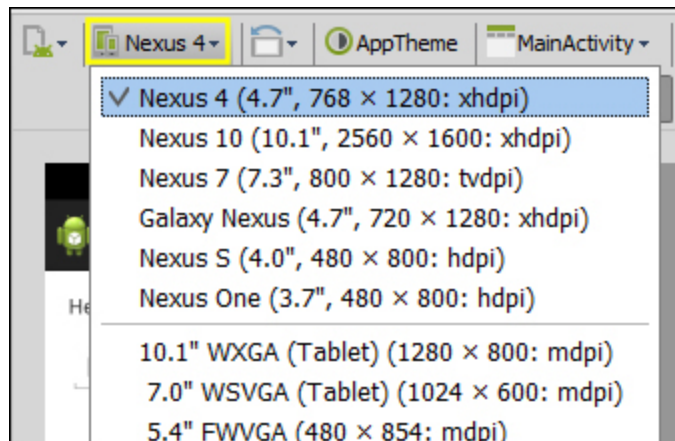 Nexus 4 AppTheme MainActivity
Nexus 4 (4.7", 768 × 1280: xhdpi)
Nexus 10 (10.1", 2560 × 1600: xhdpi)
Nexus 7 (7.3", 800 × 1280: tvdpi)
Galaxy Nexus (4.7", 720 × 1280: xhdpi)
Nexus S (4.0", 480 × 800: hdpi)
Nexus One (3.7", 480 × 800: hdpi)
He
10.1" WXGA (Tablet) (1280 × 800: mdpi)
7.0" WSVGA (Tablet) (1024 × 600: mdpi)
5.4" FWVGA (480 × 854: mdpi)